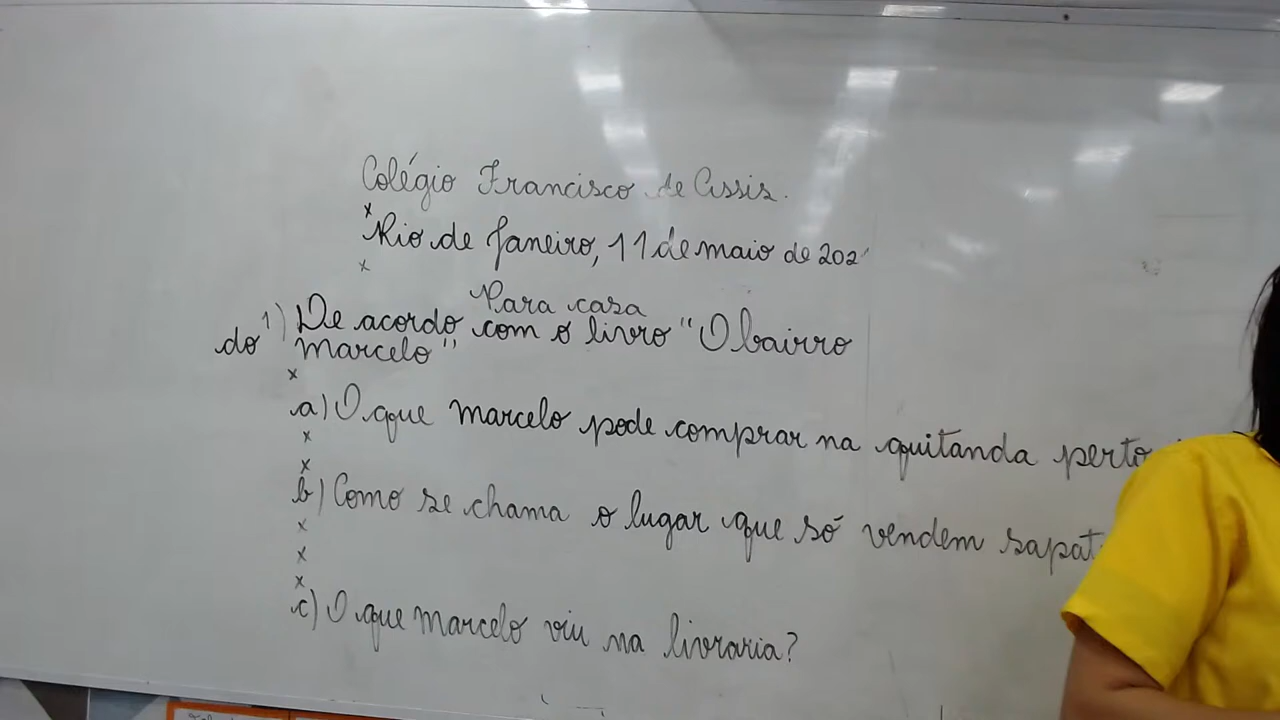 Colégio Francisco de Assis.
x
Rio de Janeiro, 11 de maio de 202
x
Para casa
1) De acordo com o livro "O bairro
do marcelo"
x
a) O que marcelo pode comprar na quitanda perto
x
x
b) Como se chama o lugar que só vendem sapat
x
x
x
c) O que marcelo viu na livraria?